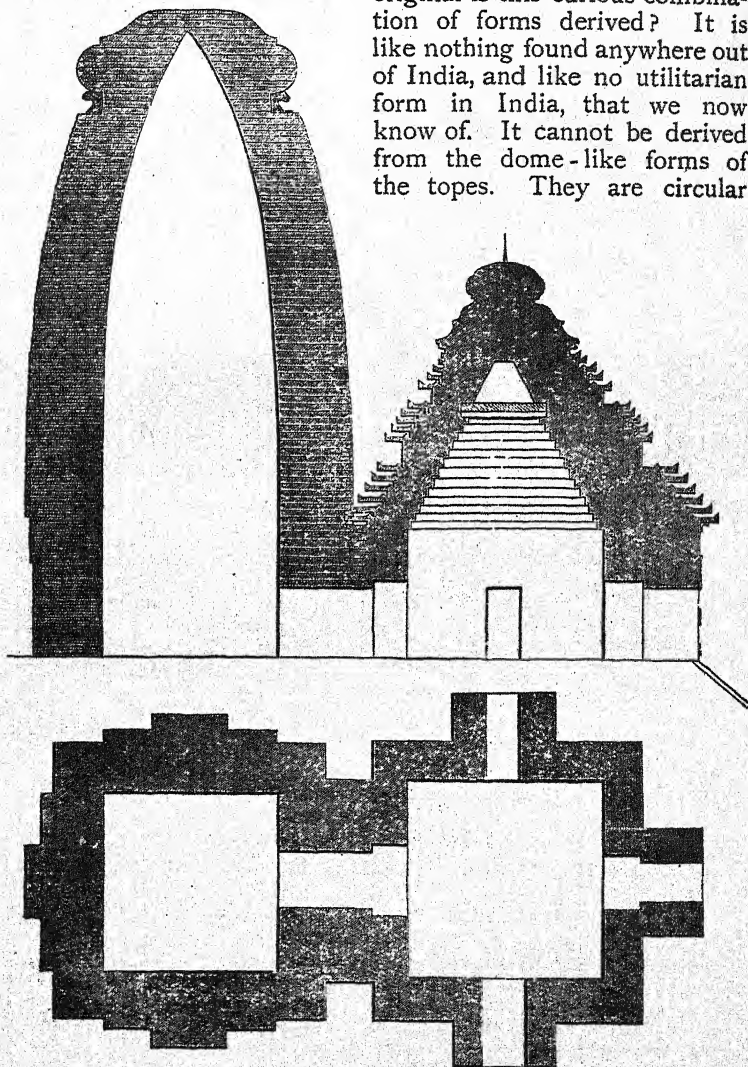 original is this curious combina-
tion of forms derived? It is
like nothing found anywhere out
of India, and like no utilitarian
form in India, that we now
know of. It cannot be derived
from the dome-like forms of
the topes. They are circular